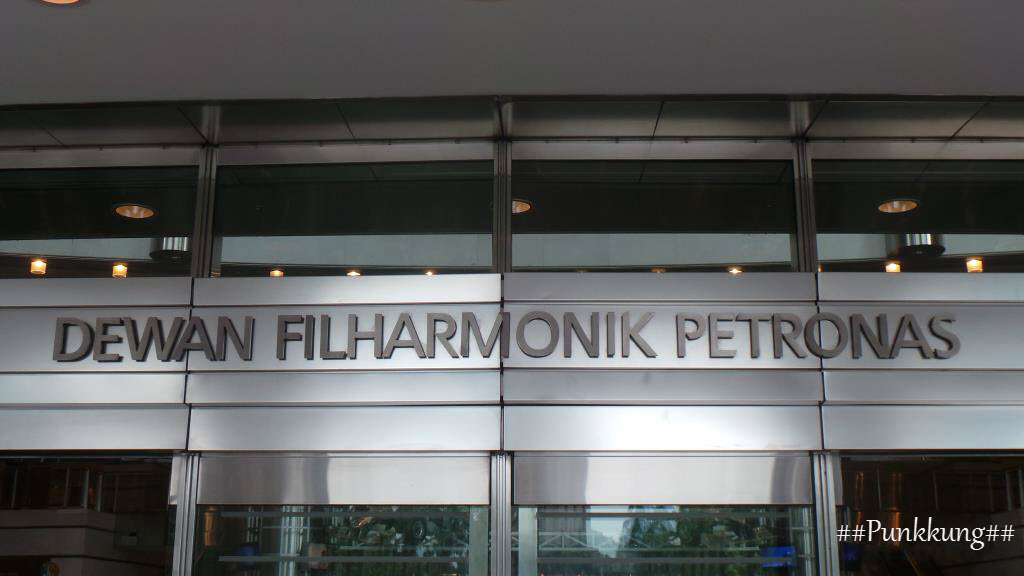 DEWAN FILHARMONIK PETRONAS
##Punkkung##